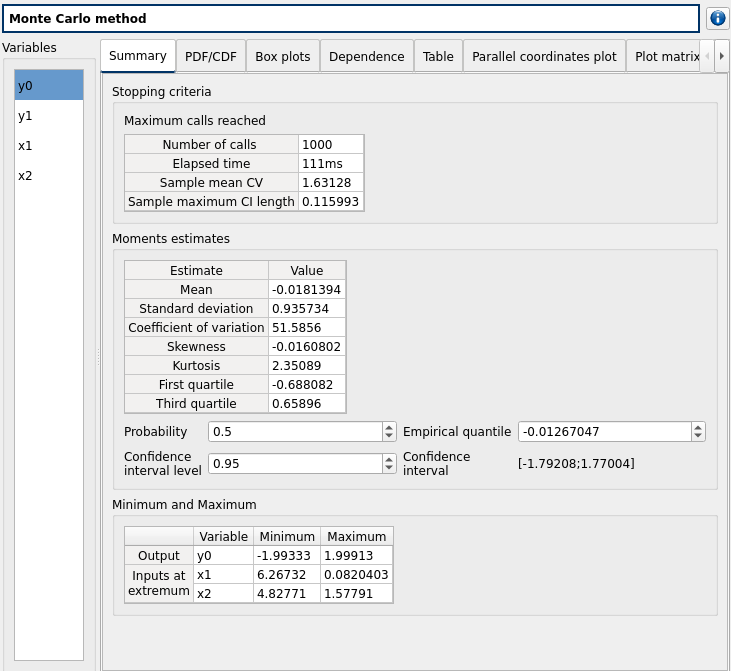 Monte Carlo method
Variables
y0
y1
x1
x2
Summary PDF/CDF Box plots Dependence Table Parallel coordinates plot Plot matrix
Stopping criteria
Maximum calls reached
Number of calls 1000
Elapsed time 111ms
Sample mean CV 1.63128
Sample maximum CI length 0.115993
Moments estimates
Estimate Value
Mean -0.0181394
Standard deviation 0.935734
Coefficient of variation 51.5856
Skewness -0.0160802
Kurtosis 2.35089
First quartile -0.688082
Third quartile 0.65896
Probability 0.5 Empirical quantile -0.01267047
Confidence
interval level 0.95 Confidence
interval [-1.79208;1.77004]
Minimum and Maximum
Variable Minimum Maximum
Output y0 -1.99333 1.99913
Inputs at
extremum
x1 6.26732 0.0820403
x2 4.82771 1.57791